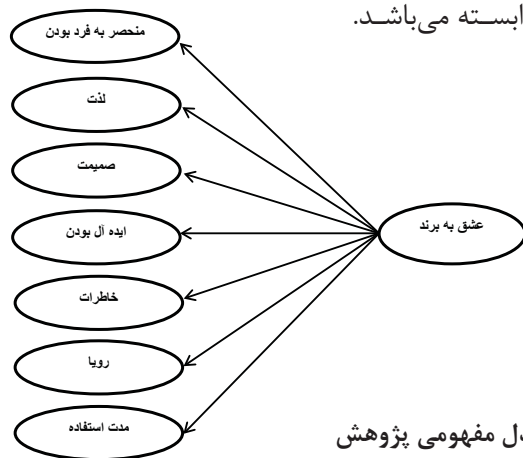 ابسته می‌باشد.
منحصر به فرد بودن
لذت
صمیمت
ایده آل بودن
عشق به برند
خاطرات
رویا
مدت استفاده
دل مفهومی پژوهش